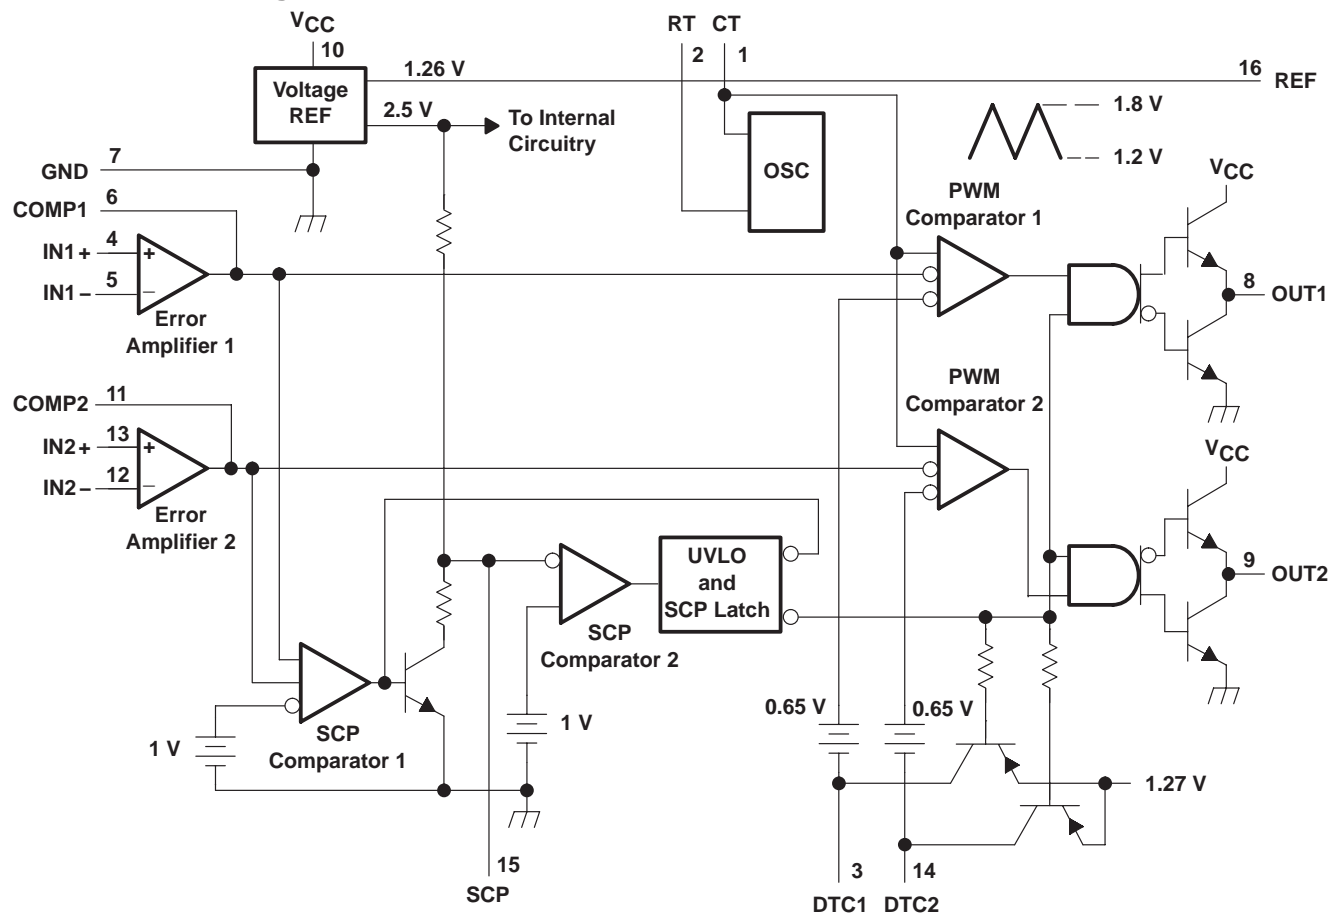 VCC
10
RT CT
2 1
1.26 V
16
REF
Voltage
REF
2.5 V
To Internal
Circuitry
1.8 V
1.2 V
OSC
7
GND
6
COMP1
4
IN1+
5
IN1−
+
−
Error
Amplifier 1
PWM
Comparator 1
VCC
8
OUT1
11
COMP2
13
IN2+
12
IN2−
+
−
Error
Amplifier 2
PWM
Comparator 2
VCC
9
OUT2
UVLO
and
SCP Latch
SCP
Comparator 2
1 V
SCP
Comparator 1
1 V
0.65 V
0.65 V
1.27 V
15
SCP
3
14
DTC1 DTC2